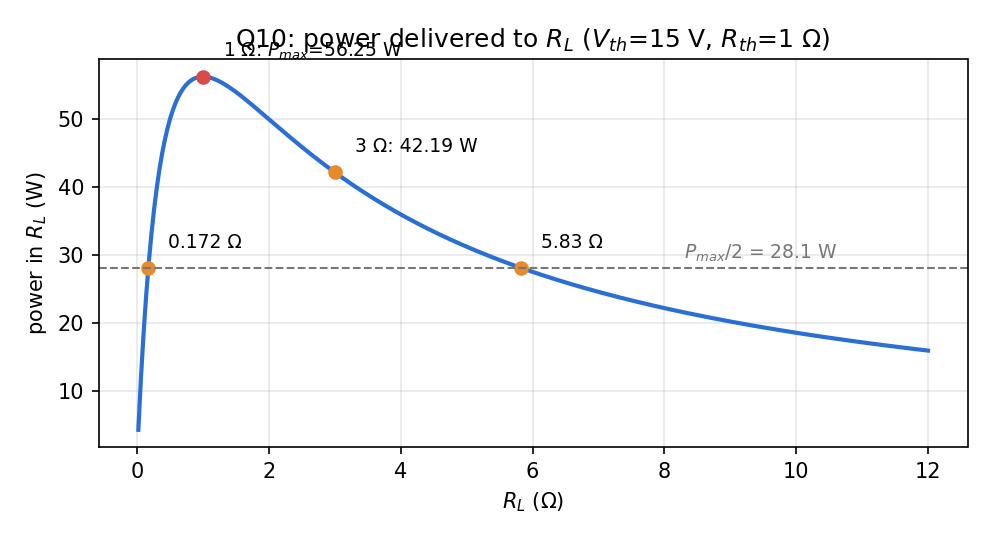 Q10: power delivered to R_L (V_th=15 V, R_th=1 Ω)
1 Ω: P_max=56.25 W
3 Ω: 42.19 W
0.172 Ω
5.83 Ω
P_max/2 = 28.1 W
power in R_L (W)
50
40
30
20
10
0 2 4 6 8 10 12
R_L (Ω)